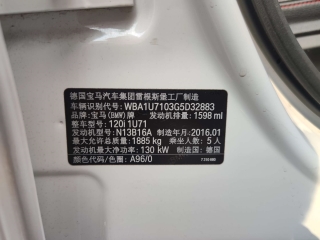 德国宝马汽车集团雷根斯堡工厂制造
车辆识别代号: WBA1U7103G5D32883
品牌: 宝马(BMW)牌 发动机排量: 1598 ml
整车型号: 120i 1U71
发动机型号: N13B16A 制造年月: 2016.01
最大允许总质量: 1885 kg 乘坐人数: 5 人
发动机最大净功率: 130 kW 制造国: 德国
颜色代码/色圈: A96/0